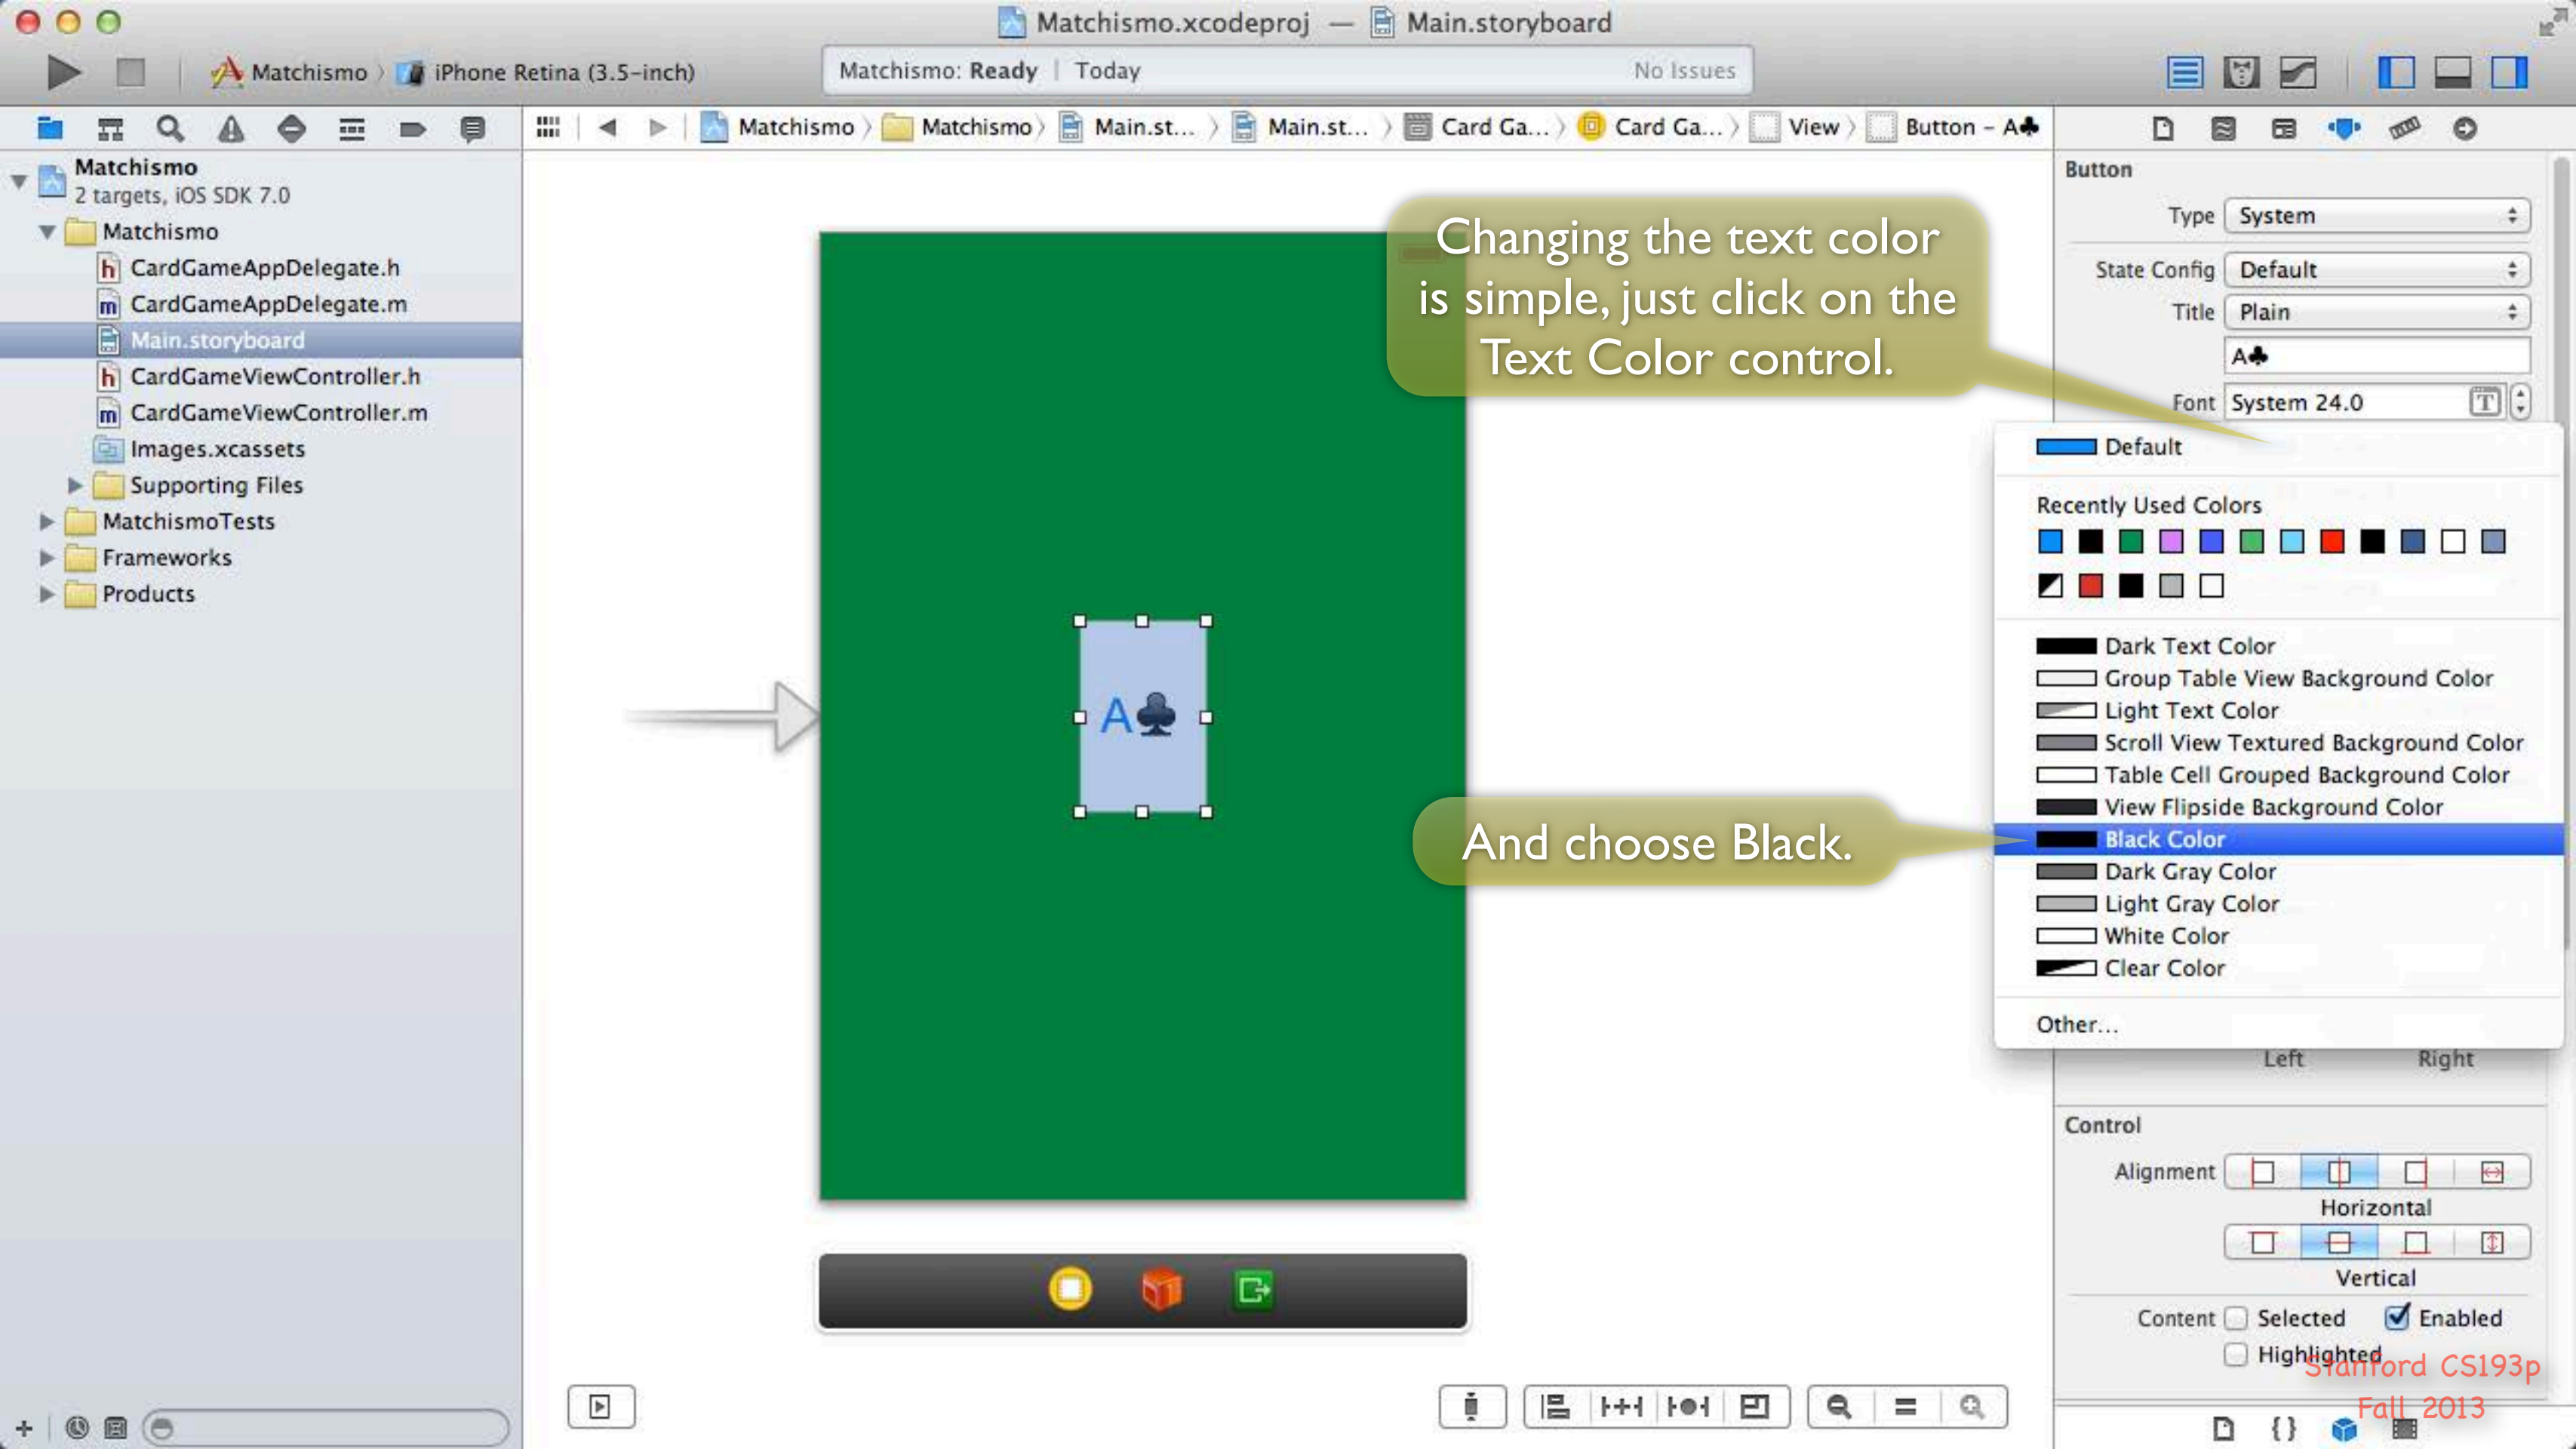 Matchismo.xcodeproj — Main.storyboard
Matchismo iPhone Retina (3.5-inch)
Matchismo: Ready | Today No Issues
Matchismo Matchismo Main.st... Main.st... Card Ga... Card Ga... View Button - A♣
Matchismo
2 targets, iOS SDK 7.0
Matchismo
h CardGameAppDelegate.h
m CardGameAppDelegate.m
Main.storyboard
h CardGameViewController.h
m CardGameViewController.m
Images.xcassets
Supporting Files
MatchismoTests
Frameworks
Products
A♣
Changing the text color
is simple, just click on the
Text Color control.
And choose Black.
Button
Type System
State Config Default
Title Plain
A♣
Font System 24.0
Default
Recently Used Colors
Dark Text Color
Group Table View Background Color
Light Text Color
Scroll View Textured Background Color
Table Cell Grouped Background Color
View Flipside Background Color
Black Color
Dark Gray Color
Light Gray Color
White Color
Clear Color
Other...
Left Right
Control
Alignment
Horizontal
Vertical
Content Selected Enabled
Highlighted
Stanford CS193p
Fall 2013